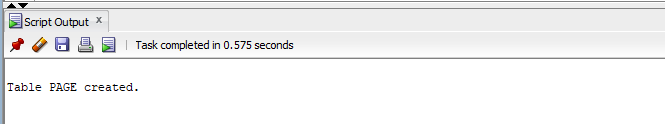 Script Output x
Task completed in 0.575 seconds
Table PAGE created.